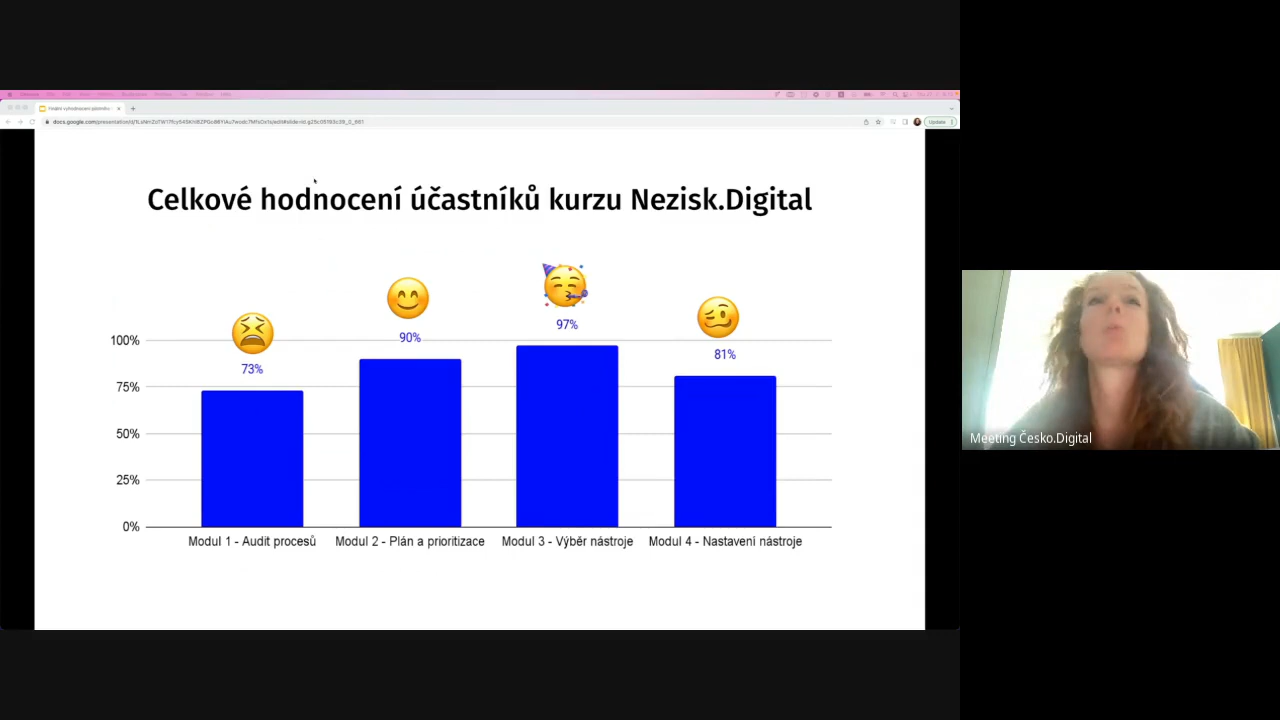 Celkové hodnocení účastníků kurzu Nezisk.Digital
100%
75%
50%
25%
0%
73%
90%
97%
81%
Modul 1 - Audit procesů
Modul 2 - Plán a prioritizace
Modul 3 - Výběr nástroje
Modul 4 - Nastavení nástroje
Update
Meeting Česko.Digital